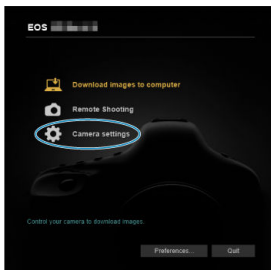 EOS
Download images to computer
Remote Shooting
Camera settings
Control your camera to download images.
Preferences...
Quit